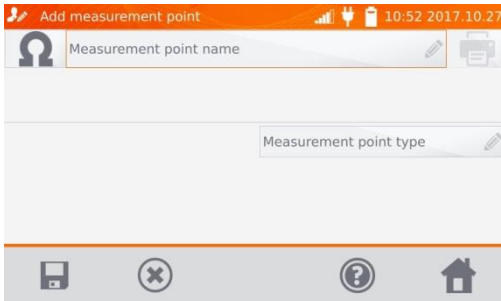 Add measurement point 10:52 2017.10.27
Measurement point name
Measurement point type